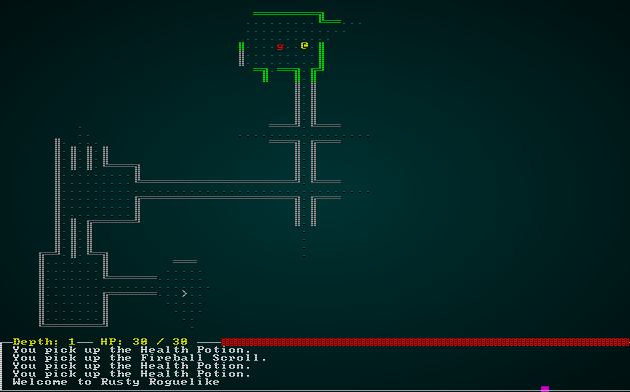 g @
>
Depth: 1 HP: 30 / 30
You pick up the Health Potion.
You pick up the Fireball Scroll.
You pick up the Health Potion.
You pick up the Health Potion.
Welcome to Rusty Roguelike